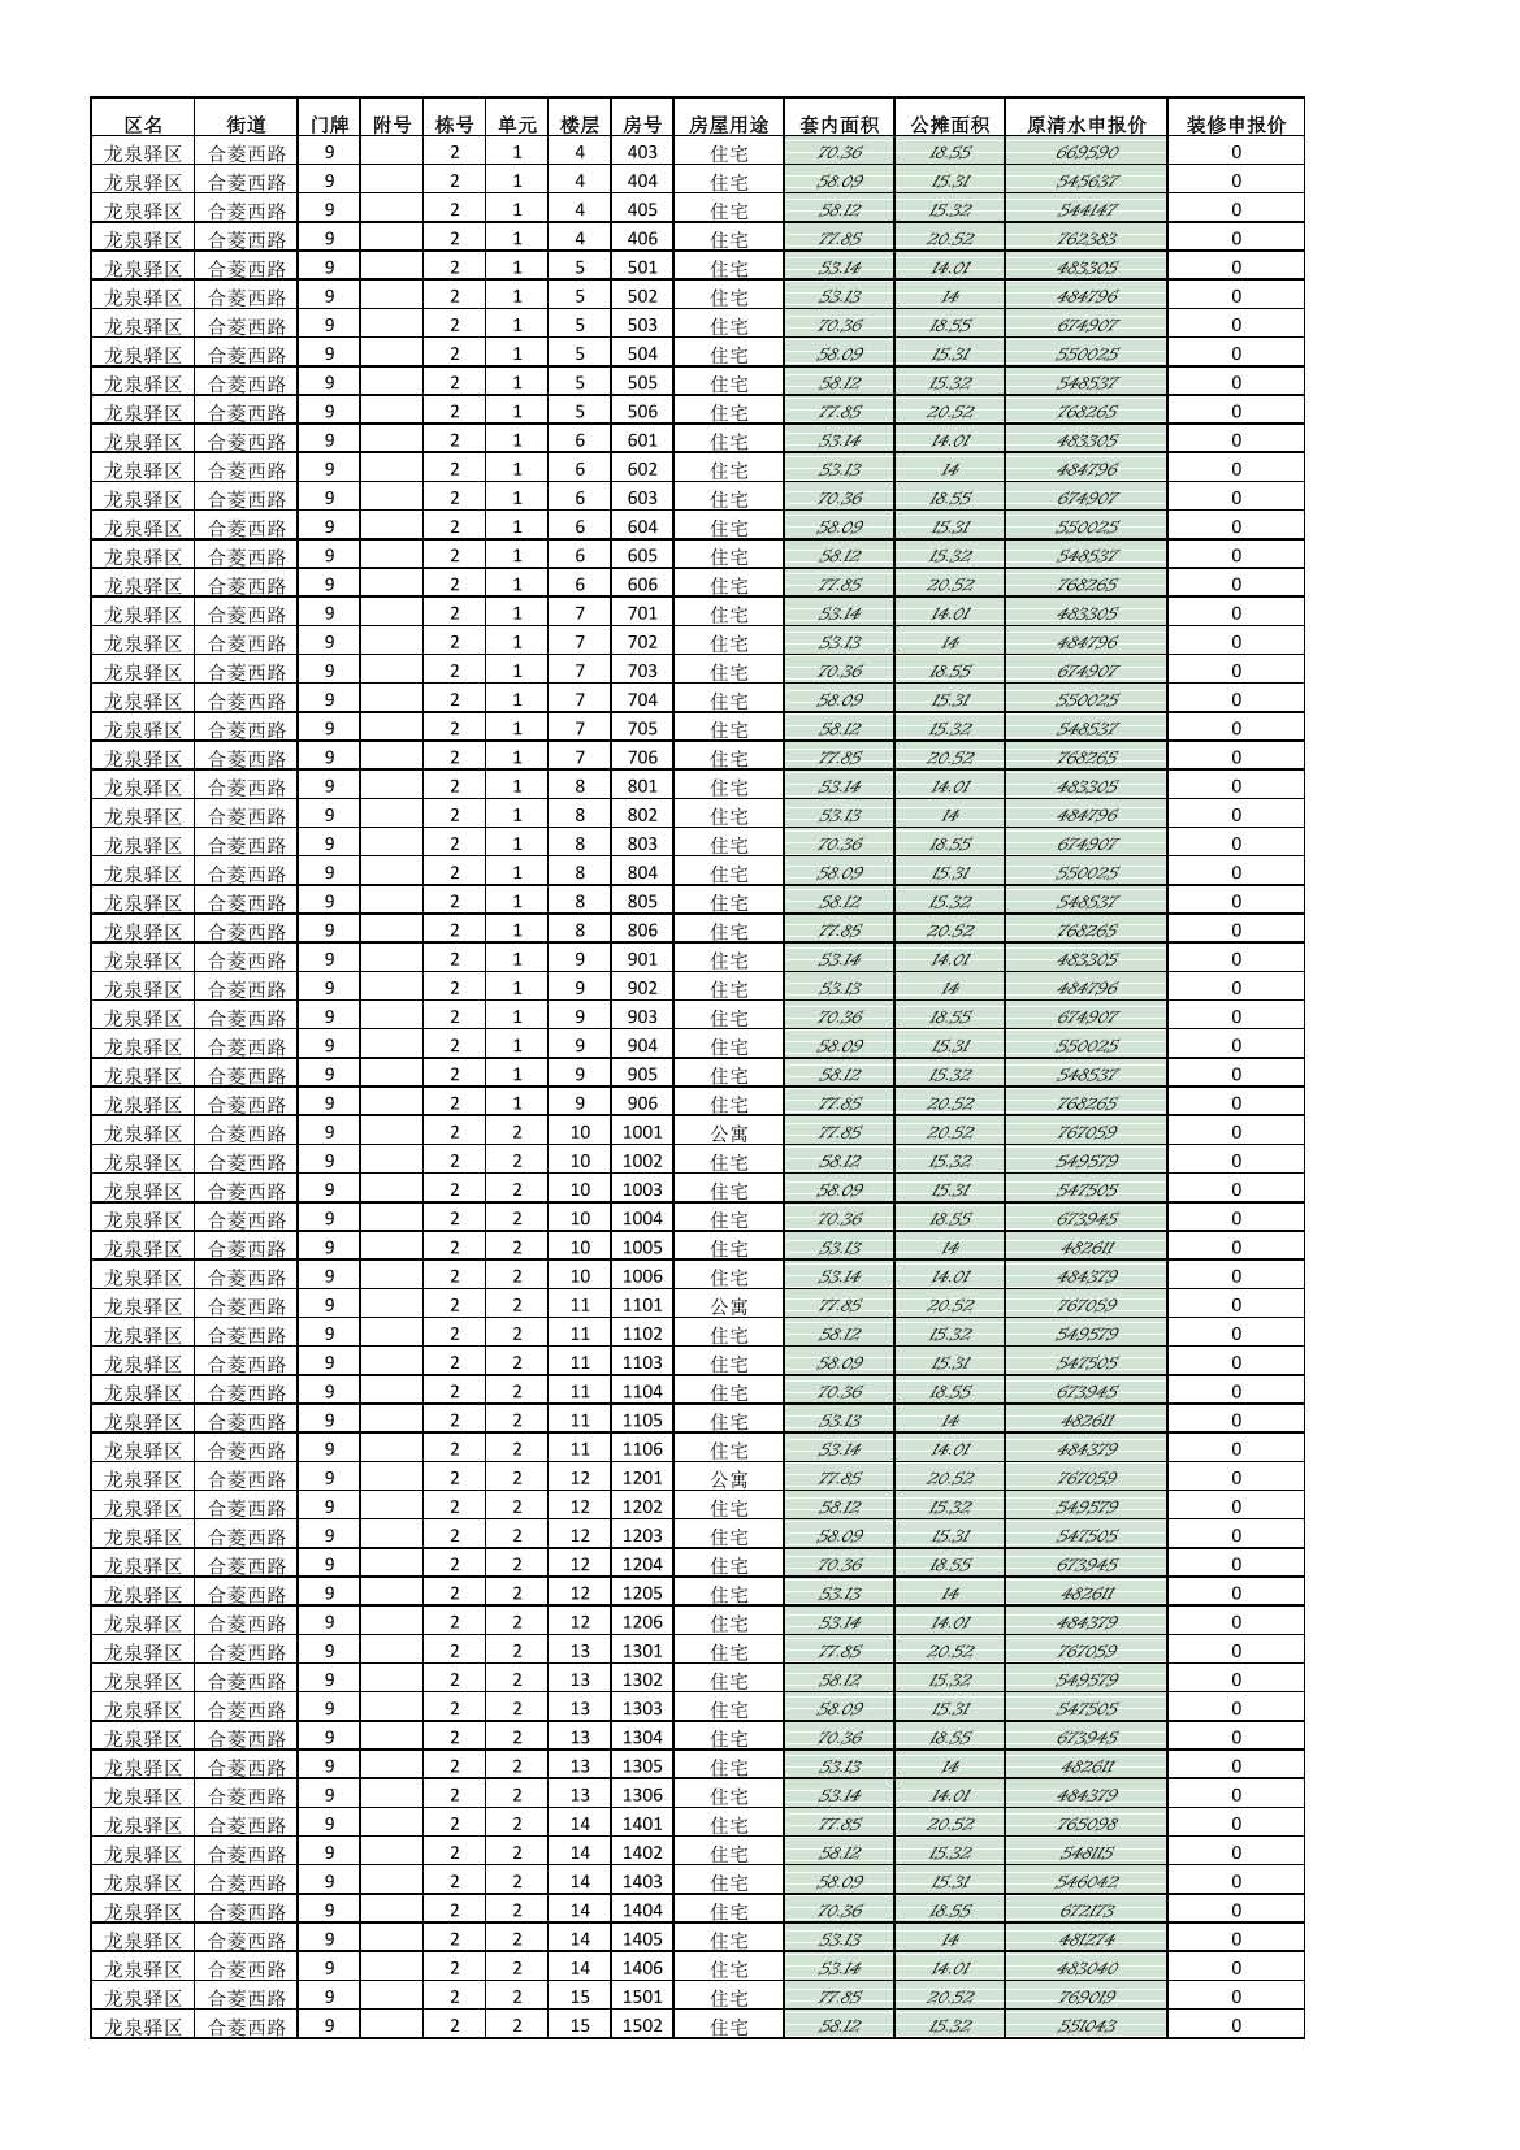 区名 街道 门牌 附号 栋号 单元 楼层 房号 房屋用途 套内面积 公摊面积 原清水申报价 装修申报价
龙泉驿区 合菱西路 9 2 1 4 403 住宅 70.36 18.55 669590 0
龙泉驿区 合菱西路 9 2 1 4 404 住宅 58.09 15.31 545637 0
龙泉驿区 合菱西路 9 2 1 4 405 住宅 58.12 15.32 544147 0
龙泉驿区 合菱西路 9 2 1 4 406 住宅 77.85 20.52 762383 0
龙泉驿区 合菱西路 9 2 1 5 501 住宅 53.14 14.01 483305 0
龙泉驿区 合菱西路 9 2 1 5 502 住宅 53.13 14 484796 0
龙泉驿区 合菱西路 9 2 1 5 503 住宅 70.36 18.55 674907 0
龙泉驿区 合菱西路 9 2 1 5 504 住宅 58.09 15.31 550025 0
龙泉驿区 合菱西路 9 2 1 5 505 住宅 58.12 15.32 548537 0
龙泉驿区 合菱西路 9 2 1 5 506 住宅 77.85 20.52 768265 0
龙泉驿区 合菱西路 9 2 1 6 601 住宅 53.14 14.01 483305 0
龙泉驿区 合菱西路 9 2 1 6 602 住宅 53.13 14 484796 0
龙泉驿区 合菱西路 9 2 1 6 603 住宅 70.36 18.55 674907 0
龙泉驿区 合菱西路 9 2 1 6 604 住宅 58.09 15.31 550025 0
龙泉驿区 合菱西路 9 2 1 6 605 住宅 58.12 15.32 548537 0
龙泉驿区 合菱西路 9 2 1 6 606 住宅 77.85 20.52 768265 0
龙泉驿区 合菱西路 9 2 1 7 701 住宅 53.14 14.01 483305 0
龙泉驿区 合菱西路 9 2 1 7 702 住宅 53.13 14 484796 0
龙泉驿区 合菱西路 9 2 1 7 703 住宅 70.36 18.55 674907 0
龙泉驿区 合菱西路 9 2 1 7 704 住宅 58.09 15.31 550025 0
龙泉驿区 合菱西路 9 2 1 7 705 住宅 58.12 15.32 548537 0
龙泉驿区 合菱西路 9 2 1 7 706 住宅 77.85 20.52 768265 0
龙泉驿区 合菱西路 9 2 1 8 801 住宅 53.14 14.01 483305 0
龙泉驿区 合菱西路 9 2 1 8 802 住宅 53.13 14 484796 0
龙泉驿区 合菱西路 9 2 1 8 803 住宅 70.36 18.55 674907 0
龙泉驿区 合菱西路 9 2 1 8 804 住宅 58.09 15.31 550025 0
龙泉驿区 合菱西路 9 2 1 8 805 住宅 58.12 15.32 548537 0
龙泉驿区 合菱西路 9 2 1 8 806 住宅 77.85 20.52 768265 0
龙泉驿区 合菱西路 9 2 1 9 901 住宅 53.14 14.01 483305 0
龙泉驿区 合菱西路 9 2 1 9 902 住宅 53.13 14 484796 0
龙泉驿区 合菱西路 9 2 1 9 903 住宅 70.36 18.55 674907 0
龙泉驿区 合菱西路 9 2 1 9 904 住宅 58.09 15.31 550025 0
龙泉驿区 合菱西路 9 2 1 9 905 住宅 58.12 15.32 548537 0
龙泉驿区 合菱西路 9 2 1 9 906 住宅 77.85 20.52 768265 0
龙泉驿区 合菱西路 9 2 2 10 1001 公寓 77.85 20.52 767059 0
龙泉驿区 合菱西路 9 2 2 10 1002 住宅 58.12 15.32 549579 0
龙泉驿区 合菱西路 9 2 2 10 1003 住宅 58.09 15.31 547505 0
龙泉驿区 合菱西路 9 2 2 10 1004 住宅 70.36 18.55 673945 0
龙泉驿区 合菱西路 9 2 2 10 1005 住宅 53.13 14 482611 0
龙泉驿区 合菱西路 9 2 2 10 1006 住宅 53.14 14.01 484379 0
龙泉驿区 合菱西路 9 2 2 11 1101 公寓 77.85 20.52 767059 0
龙泉驿区 合菱西路 9 2 2 11 1102 住宅 58.12 15.32 549579 0
龙泉驿区 合菱西路 9 2 2 11 1103 住宅 58.09 15.31 547505 0
龙泉驿区 合菱西路 9 2 2 11 1104 住宅 70.36 18.55 673945 0
龙泉驿区 合菱西路 9 2 2 11 1105 住宅 53.13 14 482611 0
龙泉驿区 合菱西路 9 2 2 11 1106 住宅 53.14 14.01 484379 0
龙泉驿区 合菱西路 9 2 2 12 1201 公寓 77.85 20.52 767059 0
龙泉驿区 合菱西路 9 2 2 12 1202 住宅 58.12 15.32 549579 0
龙泉驿区 合菱西路 9 2 2 12 1203 住宅 58.09 15.31 547505 0
龙泉驿区 合菱西路 9 2 2 12 1204 住宅 70.36 18.55 673945 0
龙泉驿区 合菱西路 9 2 2 12 1205 住宅 53.13 14 482611 0
龙泉驿区 合菱西路 9 2 2 12 1206 住宅 53.14 14.01 484379 0
龙泉驿区 合菱西路 9 2 2 13 1301 住宅 77.85 20.52 767059 0
龙泉驿区 合菱西路 9 2 2 13 1302 住宅 58.12 15.32 549579 0
龙泉驿区 合菱西路 9 2 2 13 1303 住宅 58.09 15.31 547505 0
龙泉驿区 合菱西路 9 2 2 13 1304 住宅 70.36 18.55 673945 0
龙泉驿区 合菱西路 9 2 2 13 1305 住宅 53.13 14 482611 0
龙泉驿区 合菱西路 9 2 2 13 1306 住宅 53.14 14.01 484379 0
龙泉驿区 合菱西路 9 2 2 14 1401 住宅 77.85 20.52 765098 0
龙泉驿区 合菱西路 9 2 2 14 1402 住宅 58.12 15.32 548115 0
龙泉驿区 合菱西路 9 2 2 14 1403 住宅 58.09 15.31 546042 0
龙泉驿区 合菱西路 9 2 2 14 1404 住宅 70.36 18.55 672173 0
龙泉驿区 合菱西路 9 2 2 14 1405 住宅 53.13 14 481274 0
龙泉驿区 合菱西路 9 2 2 14 1406 住宅 53.14 14.01 483040 0
龙泉驿区 合菱西路 9 2 2 15 1501 住宅 77.85 20.52 769019 0
龙泉驿区 合菱西路 9 2 2 15 1502 住宅 58.12 15.32 551043 0